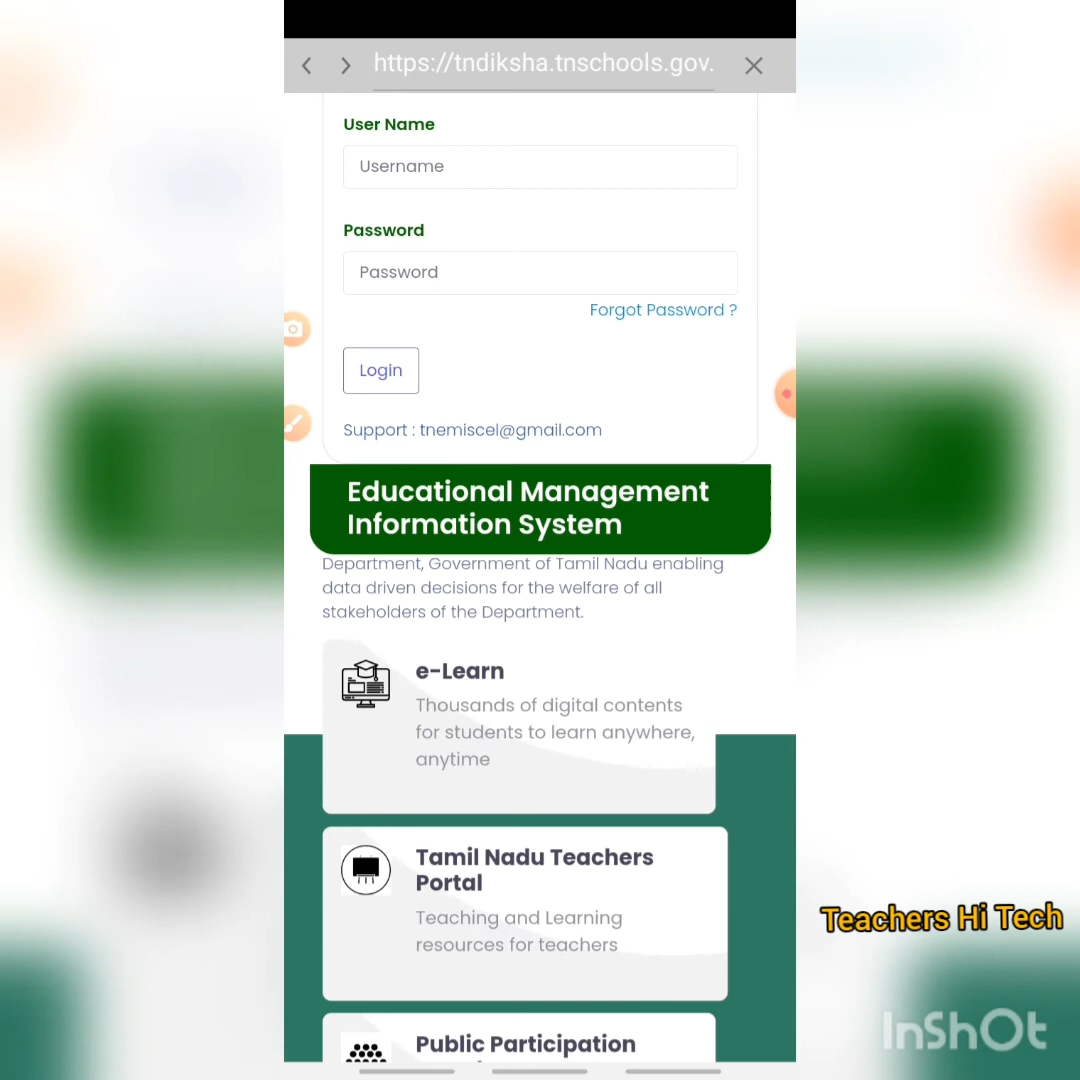 https://tndiksha.tnschools.gov.
User Name
Username
Password
Password
Forgot Password ?
Login
Support : tnemiscel@gmail.com
Educational Management
Information System
Department, Government of Tamil Nadu enabling
data driven decisions for the welfare of all
stakeholders of the Department.
e-Learn
Thousands of digital contents
for students to learn anywhere,
anytime
Tamil Nadu Teachers
Portal
Teaching and Learning
resources for teachers
Teachers Hi Tech
Public Participation
InShOt